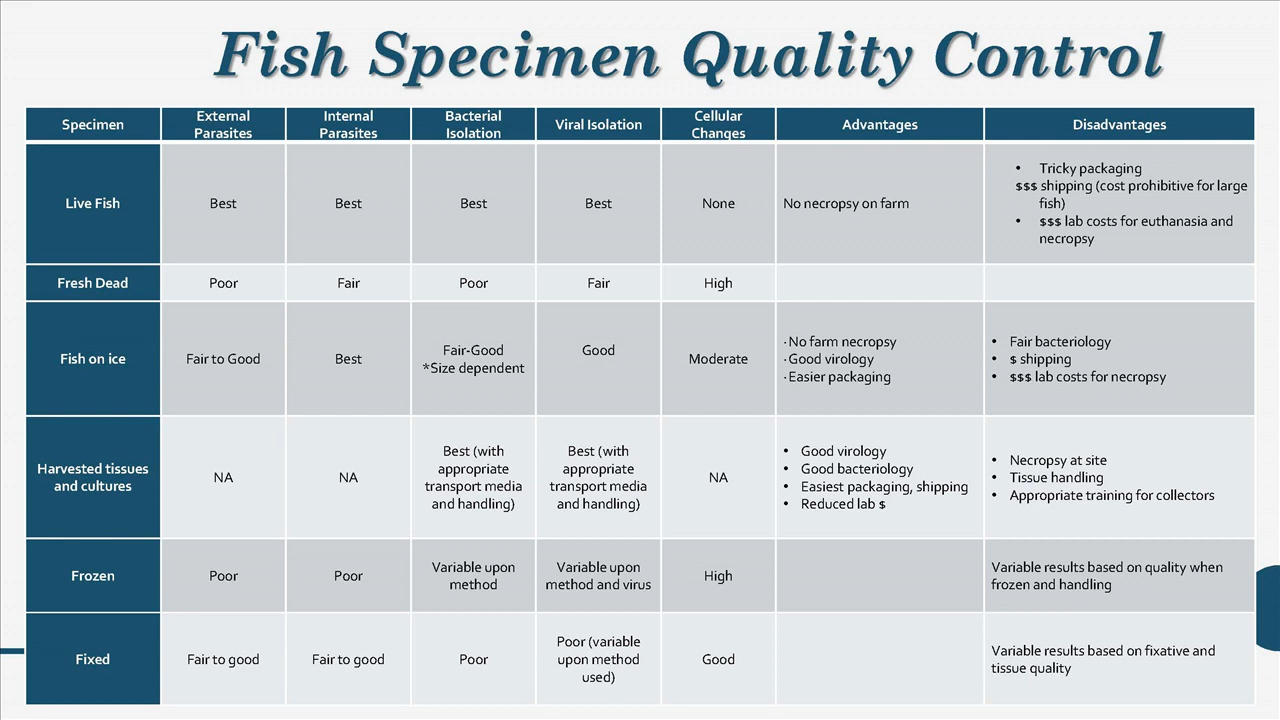 Fish Specimen Quality Control
Specimen
External
Parasites
Internal
Parasites
Bacterial
Isolation
Viral Isolation
Cellular
Changes
Advantages
Disadvantages
Live Fish
Best
Best
Best
Best
None
No necropsy on farm
• Tricky packaging
$$$ shipping (cost prohibitive for large
fish)
• $$$ lab costs for euthanasia and
necropsy
Fresh Dead
Poor
Fair
Poor
Fair
High
Fish on ice
Fair to Good
Best
Fair-Good
*Size dependent
Good
Moderate
· No farm necropsy
· Good virology
· Easier packaging
• Fair bacteriology
• $ shipping
• $$$ lab costs for necropsy
Harvested tissues
and cultures
NA
NA
Best (with
appropriate
transport media
and handling)
Best (with
appropriate
transport media
and handling)
NA
• Good virology
• Good bacteriology
• Easiest packaging, shipping
• Reduced lab $
• Necropsy at site
• Tissue handling
• Appropriate training for collectors
Frozen
Poor
Poor
Variable upon
method
Variable upon
method and virus
High
Variable results based on quality when
frozen and handling
Fixed
Fair to good
Fair to good
Poor
Poor (variable
upon method
used)
Good
Variable results based on fixative and
tissue quality